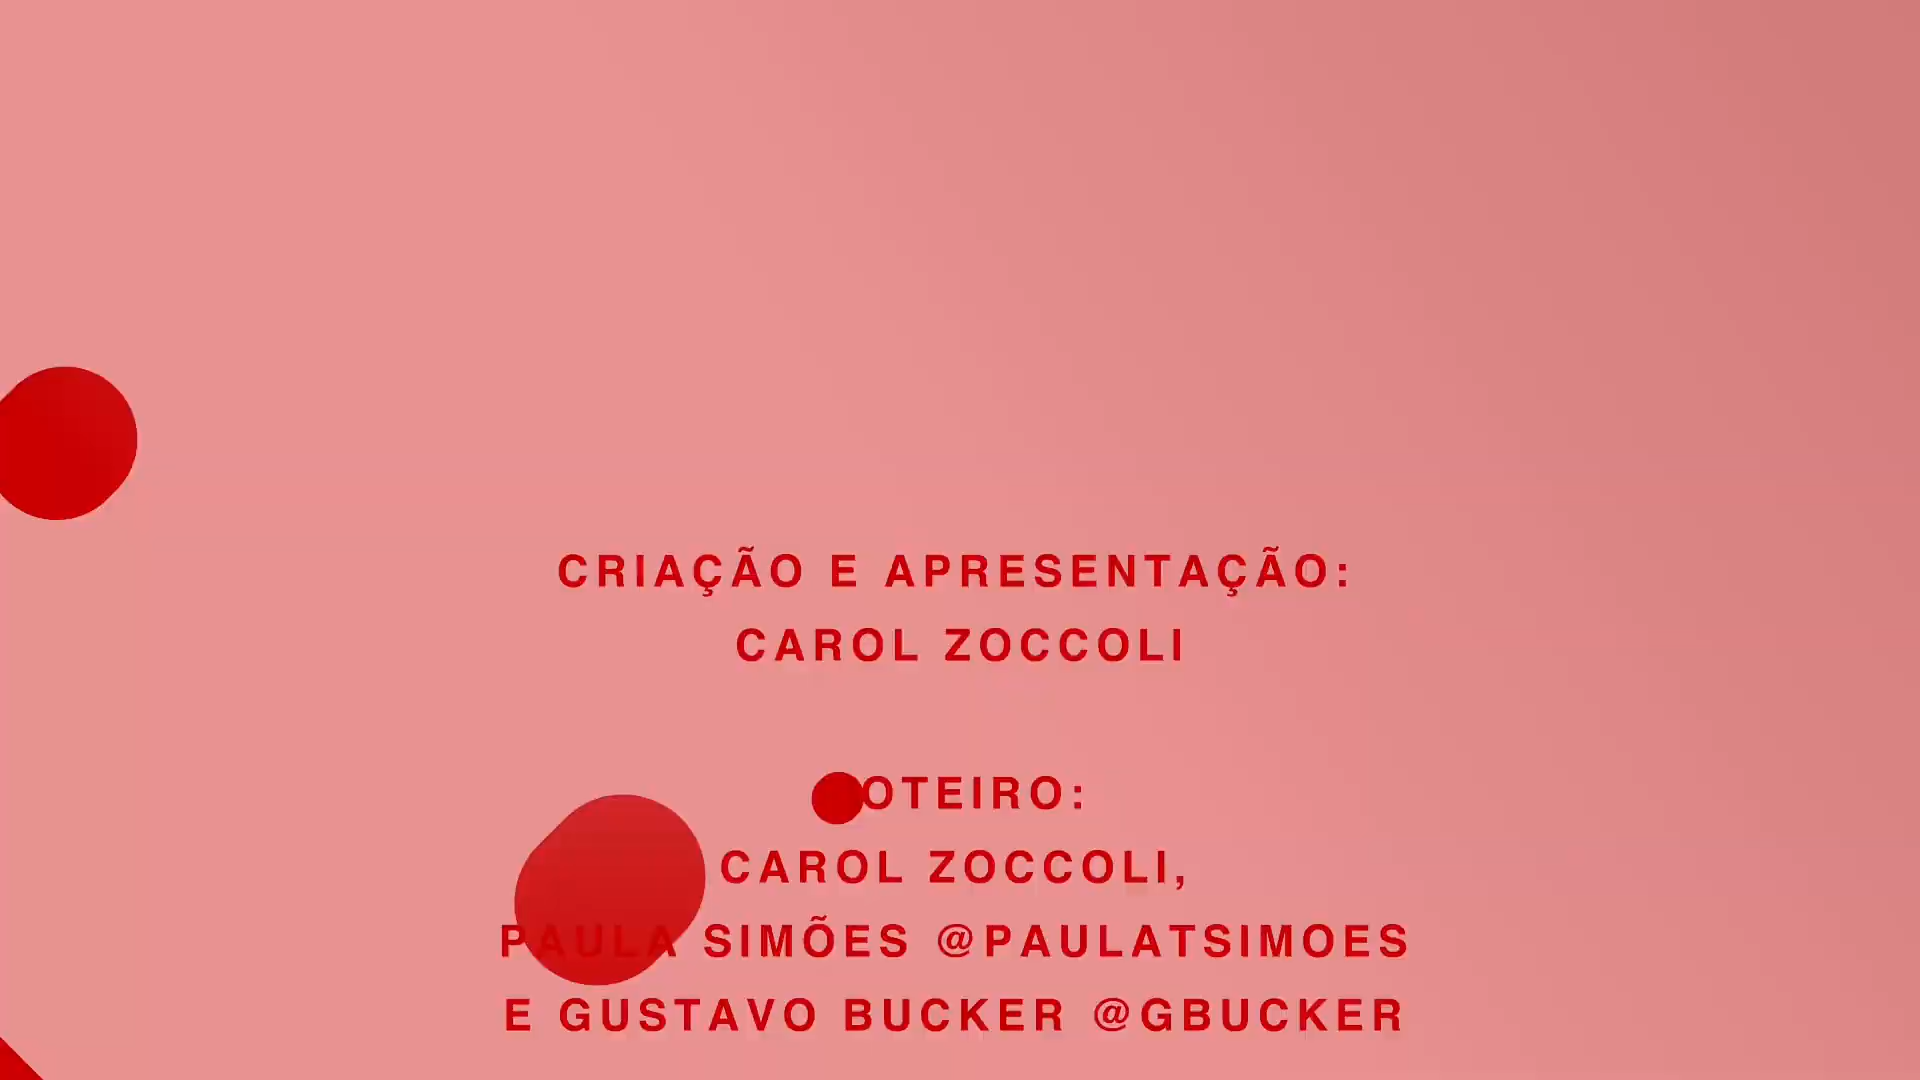 CRIAÇÃO E APRESENTAÇÃO:
CAROL ZOCCOLI
OTEIRO:
CAROL ZOCCOLI,
PAULA SIMÕES @PAULATSIMOES
E GUSTAVO BUCKER @GBUCKER